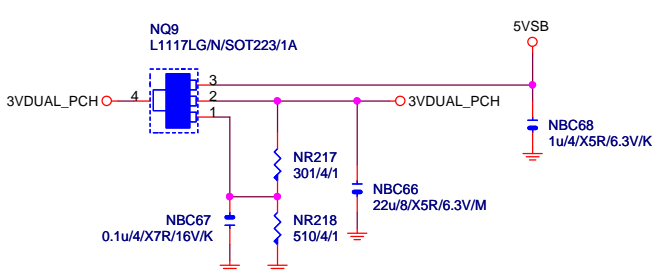 5VSB
NQ9
L1117LG/N/SOT223/1A
3VDUAL_PCH
4
3
2
1
3VDUAL_PCH
NBC68
1u/4/X5R/6.3V/K
NR217
301/4/1
NBC66
22u/8/X5R/6.3V/M
NBC67
0.1u/4/X7R/16V/K
NR218
510/4/1